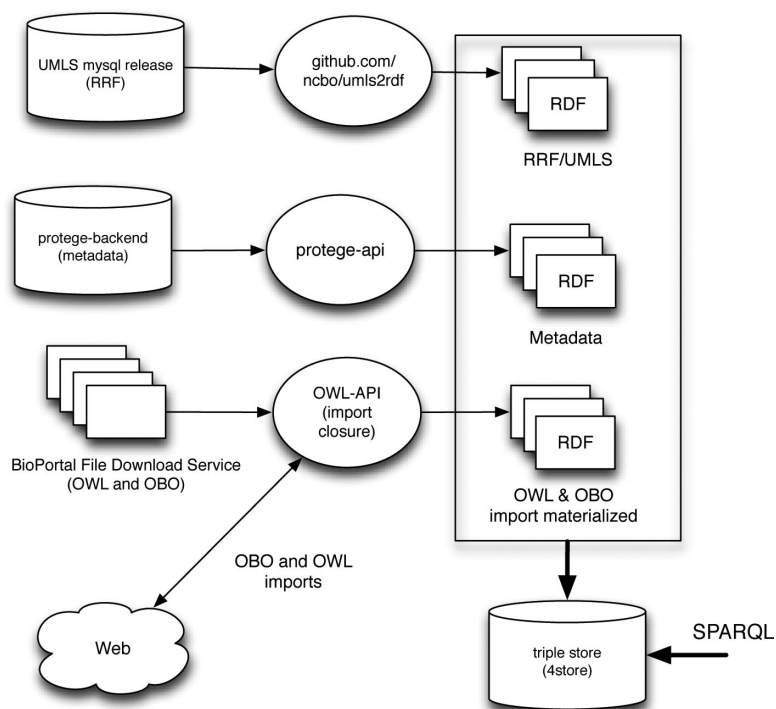 UMLS mysql release
(RRF)
github.com/
ncbo/umls2rdf
RDF
RRF/UMLS
protege-backend
(metadata)
protege-api
RDF
Metadata
BioPortal File Download Service
(OWL and OBO)
OWL-API
(import
closure)
RDF
OWL & OBO
import materialized
OBO and OWL
imports
Web
triple store
(4store)
SPARQL